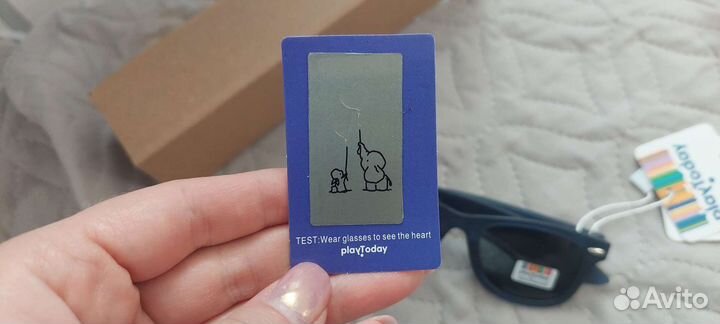 TEST:Wear glasses to see the heart
playToday
playToday
Avito